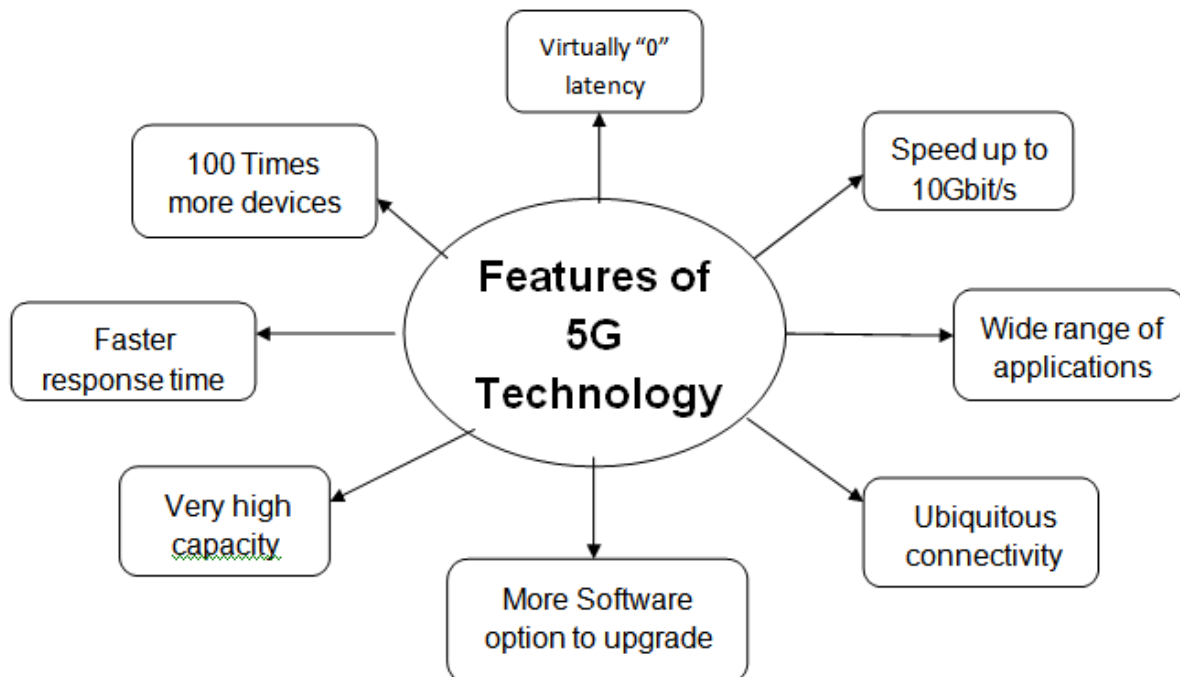 Virtually “0”
latency
100 Times
more devices
Speed up to
10Gbit/s
Features of
5G
Technology
Faster
response time
Wide range of
applications
Very high
capacity
Ubiquitous
connectivity
More Software
option to upgrade